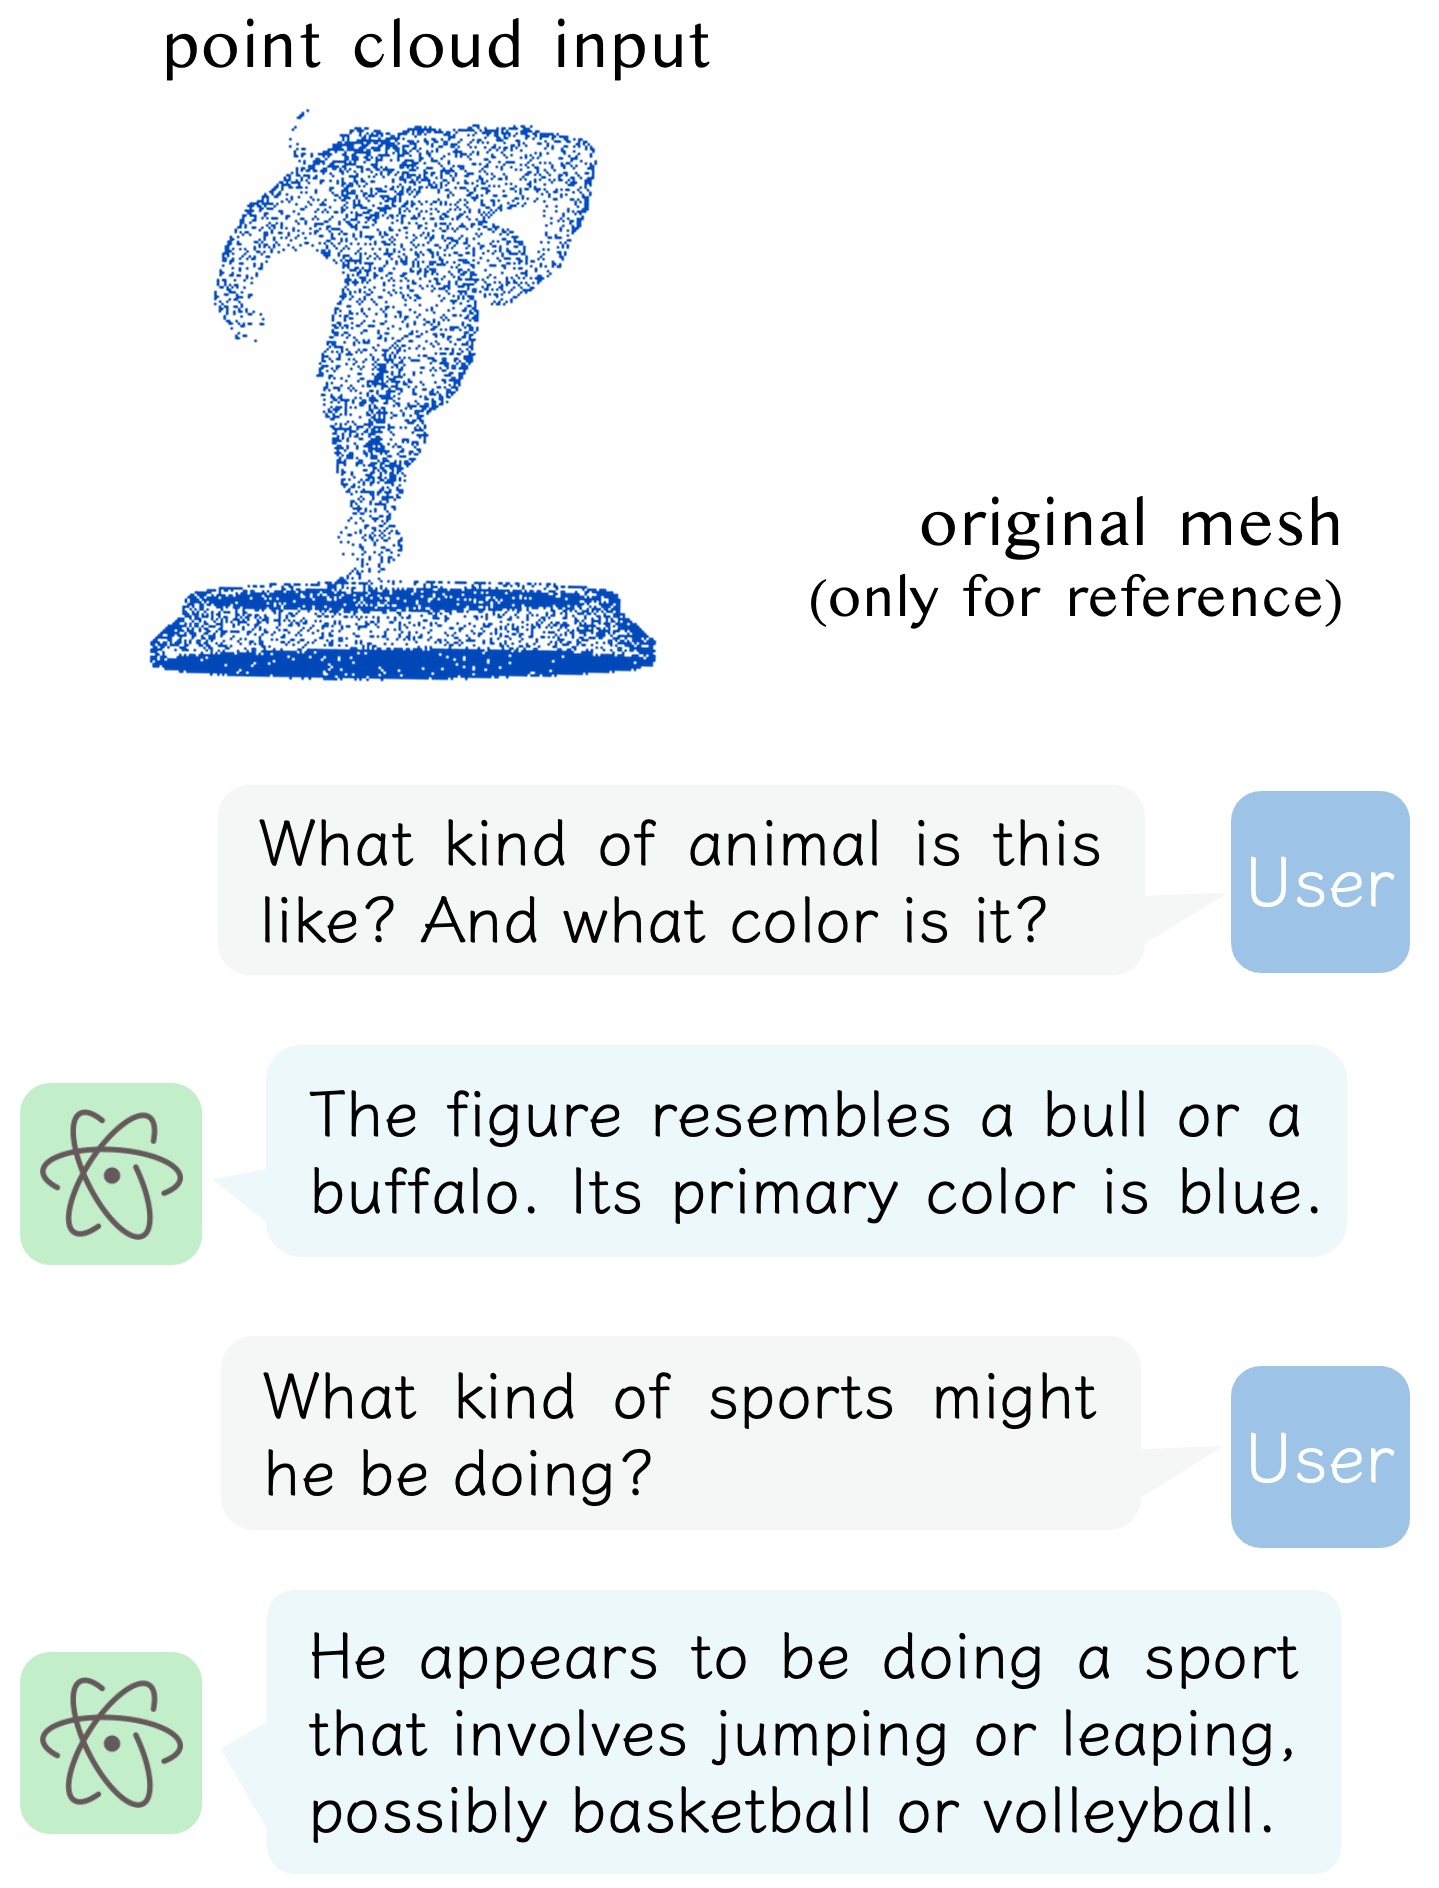 point cloud input
original mesh
(only for reference)
What kind of animal is this
like? And what color is it?
User
The figure resembles a bull or a
buffalo. Its primary color is blue.
What kind of sports might
he be doing?
User
He appears to be doing a sport
that involves jumping or leaping,
possibly basketball or volleyball.